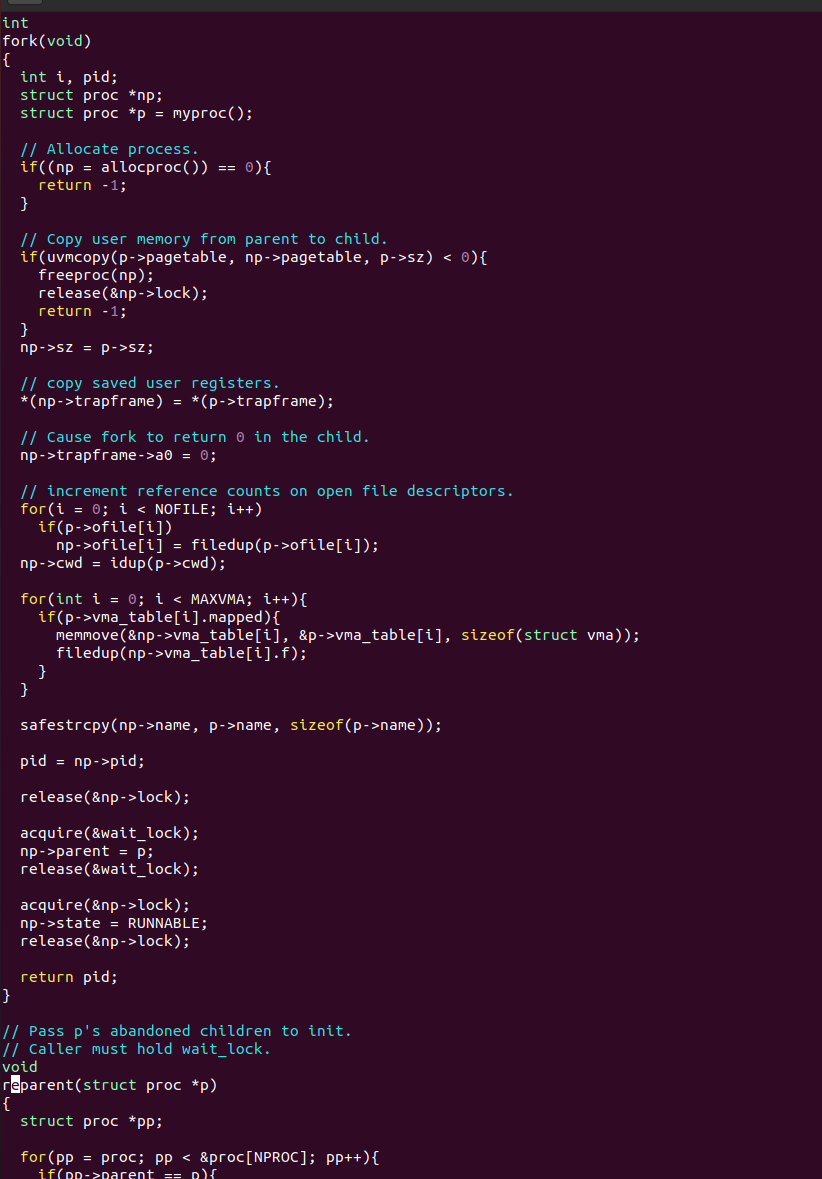 int
fork(void)
{
  int i, pid;
  struct proc *np;
  struct proc *p = myproc();

  // Allocate process.
  if((np = allocproc()) == 0){
    return -1;
  }

  // Copy user memory from parent to child.
  if(uvmcopy(p->pagetable, np->pagetable, p->sz) < 0){
    freeproc(np);
    release(&np->lock);
    return -1;
  }
  np->sz = p->sz;

  // copy saved user registers.
  *(np->trapframe) = *(p->trapframe);

  // Cause fork to return 0 in the child.
  np->trapframe->a0 = 0;

  // increment reference counts on open file descriptors.
  for(i = 0; i < NOFILE; i++)
    if(p->ofile[i])
      np->ofile[i] = filedup(p->ofile[i]);
  np->cwd = idup(p->cwd);

  for(int i = 0; i < MAXVMA; i++){
    if(p->vma_table[i].mapped){
      memmove(&np->vma_table[i], &p->vma_table[i], sizeof(struct vma));
      filedup(np->vma_table[i].f);
    }
  }

  safestrcpy(np->name, p->name, sizeof(p->name));

  pid = np->pid;

  release(&np->lock);

  acquire(&wait_lock);
  np->parent = p;
  release(&wait_lock);

  acquire(&np->lock);
  np->state = RUNNABLE;
  release(&np->lock);

  return pid;
}

// Pass p's abandoned children to init.
// Caller must hold wait_lock.
void
reparent(struct proc *p)
{
  struct proc *pp;

  for(pp = proc; pp < &proc[NPROC]; pp++){
    if(pp->parent == p){